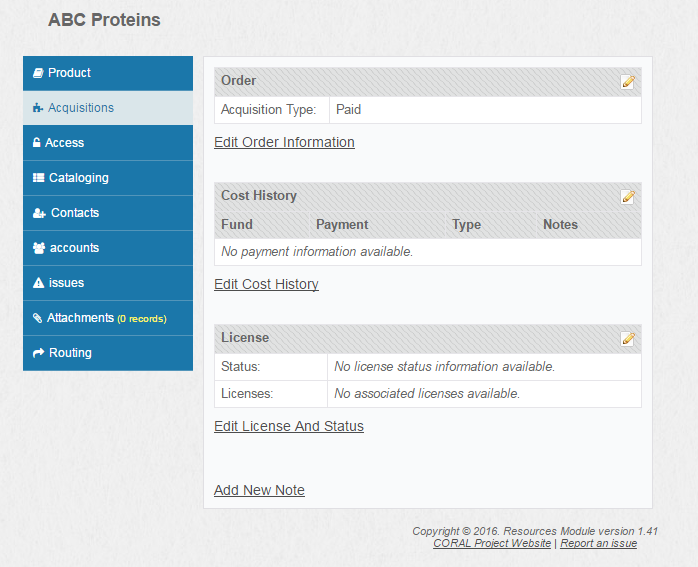 ABC Proteins
Product
Acquisitions
Access
Cataloging
Contacts
accounts
issues
Attachments (0 records)
Routing
Order
Acquisition Type: Paid
Edit Order Information
Cost History
Fund Payment Type Notes
No payment information available.
Edit Cost History
License
Status: No license status information available.
Licenses: No associated licenses available.
Edit License And Status
Add New Note
Copyright © 2016. Resources Module version 1.41
CORAL Project Website | Report an issue